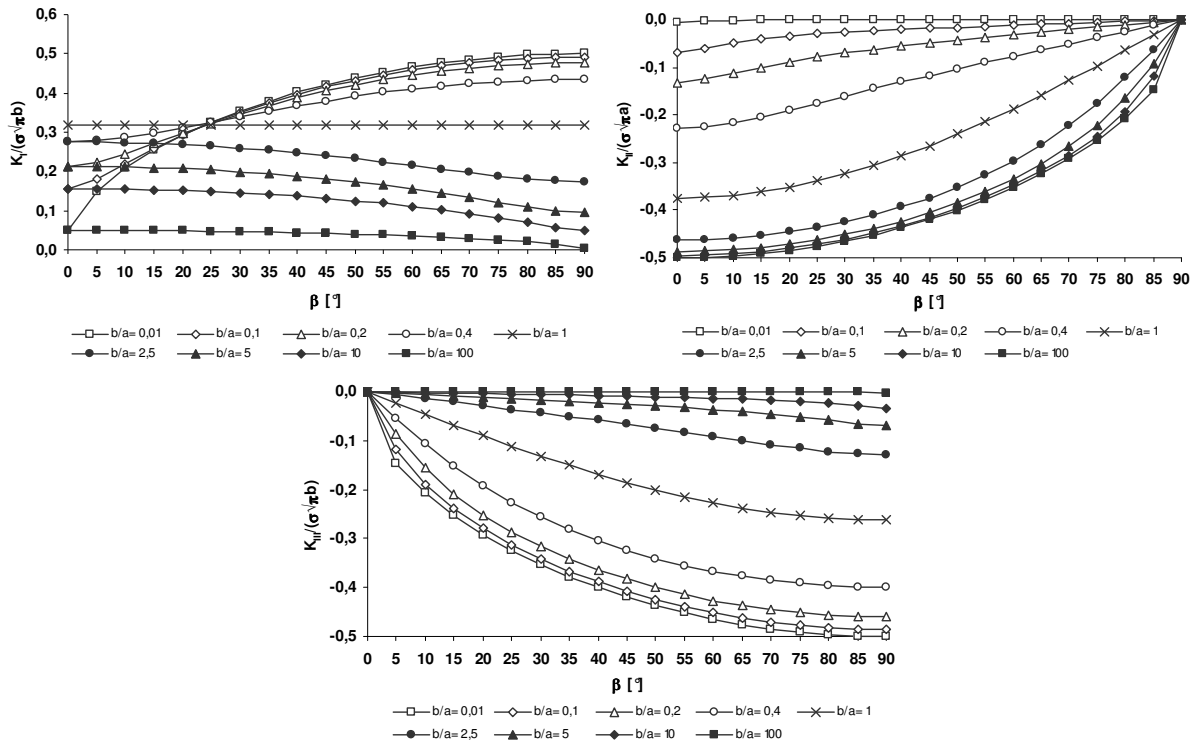 0,6
0,5
0,4
0,3
0,2
0,1
0,0
K_I/(σ√πb)
0 5 10 15 20 25 30 35 40 45 50 55 60 65 70 75 80 85 90
β [°]
b/a= 0,01 b/a= 0,1 b/a= 0,2 b/a= 0,4 b/a= 1
b/a= 2,5 b/a= 5 b/a= 10 b/a= 100
0,0
-0,1
-0,2
-0,3
-0,4
-0,5
K_II/(σ√πa)
0 5 10 15 20 25 30 35 40 45 50 55 60 65 70 75 80 85 90
β [°]
b/a= 0,01 b/a= 0,1 b/a= 0,2 b/a= 0,4 b/a= 1
b/a= 2,5 b/a= 5 b/a= 10 b/a= 100
0,0
-0,1
-0,2
-0,3
-0,4
-0,5
K_III/(σ√πb)
0 5 10 15 20 25 30 35 40 45 50 55 60 65 70 75 80 85 90
β [°]
b/a= 0,01 b/a= 0,1 b/a= 0,2 b/a= 0,4 b/a= 1
b/a= 2,5 b/a= 5 b/a= 10 b/a= 100